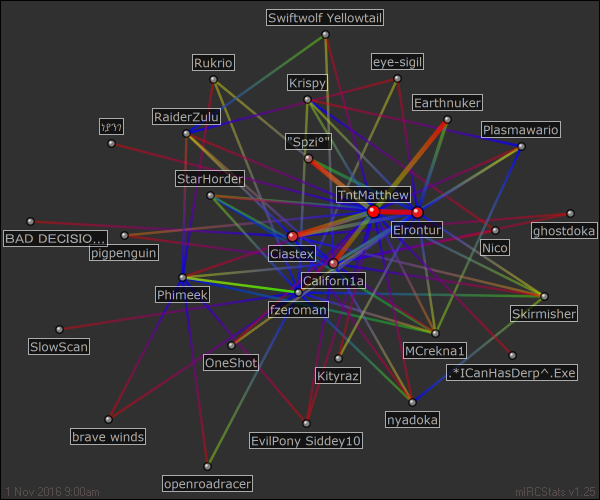 Swiftwolf Yellowtail
Rukrio
eye-sigil
Krispy
Earthnuker
RaiderZulu
Plasmawario
"Spzi°"
StarHorder
TntMatthew
BAD DECISIO...
pigpenguin
Elrontur
ghostdoka
Nico
Ciastex
Californ1a
Phimeek
fzeroman
Skirmisher
SlowScan
OneShot
MCrekna1
Kityraz
.*ICanHasDerp^.Exe
nyadoka
brave winds
EvilPony Siddey10
openroadracer
1 Nov 2016 9:00am
mIRCStats v1.25